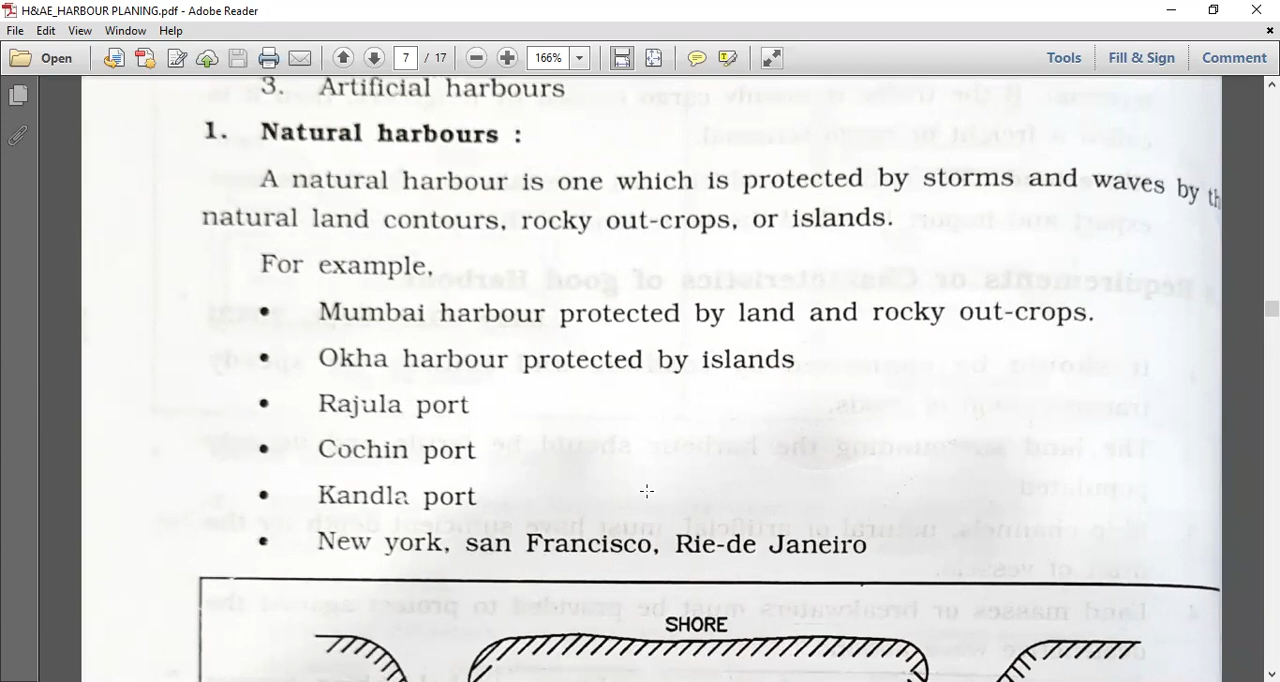 H&AE_HARBOUR PLANING.pdf - Adobe Reader
File Edit View Window Help
Open 7 / 17 166% Tools Fill & Sign Comment
3. Artificial harbours
1. Natural harbours :
A natural harbour is one which is protected by storms and waves by
natural land contours, rocky out-crops, or islands.
For example,
• Mumbai harbour protected by land and rocky out-crops.
• Okha harbour protected by islands
• Rajula port
• Cochin port
• Kandla port
• New york, san Francisco, Rie-de Janeiro
SHORE